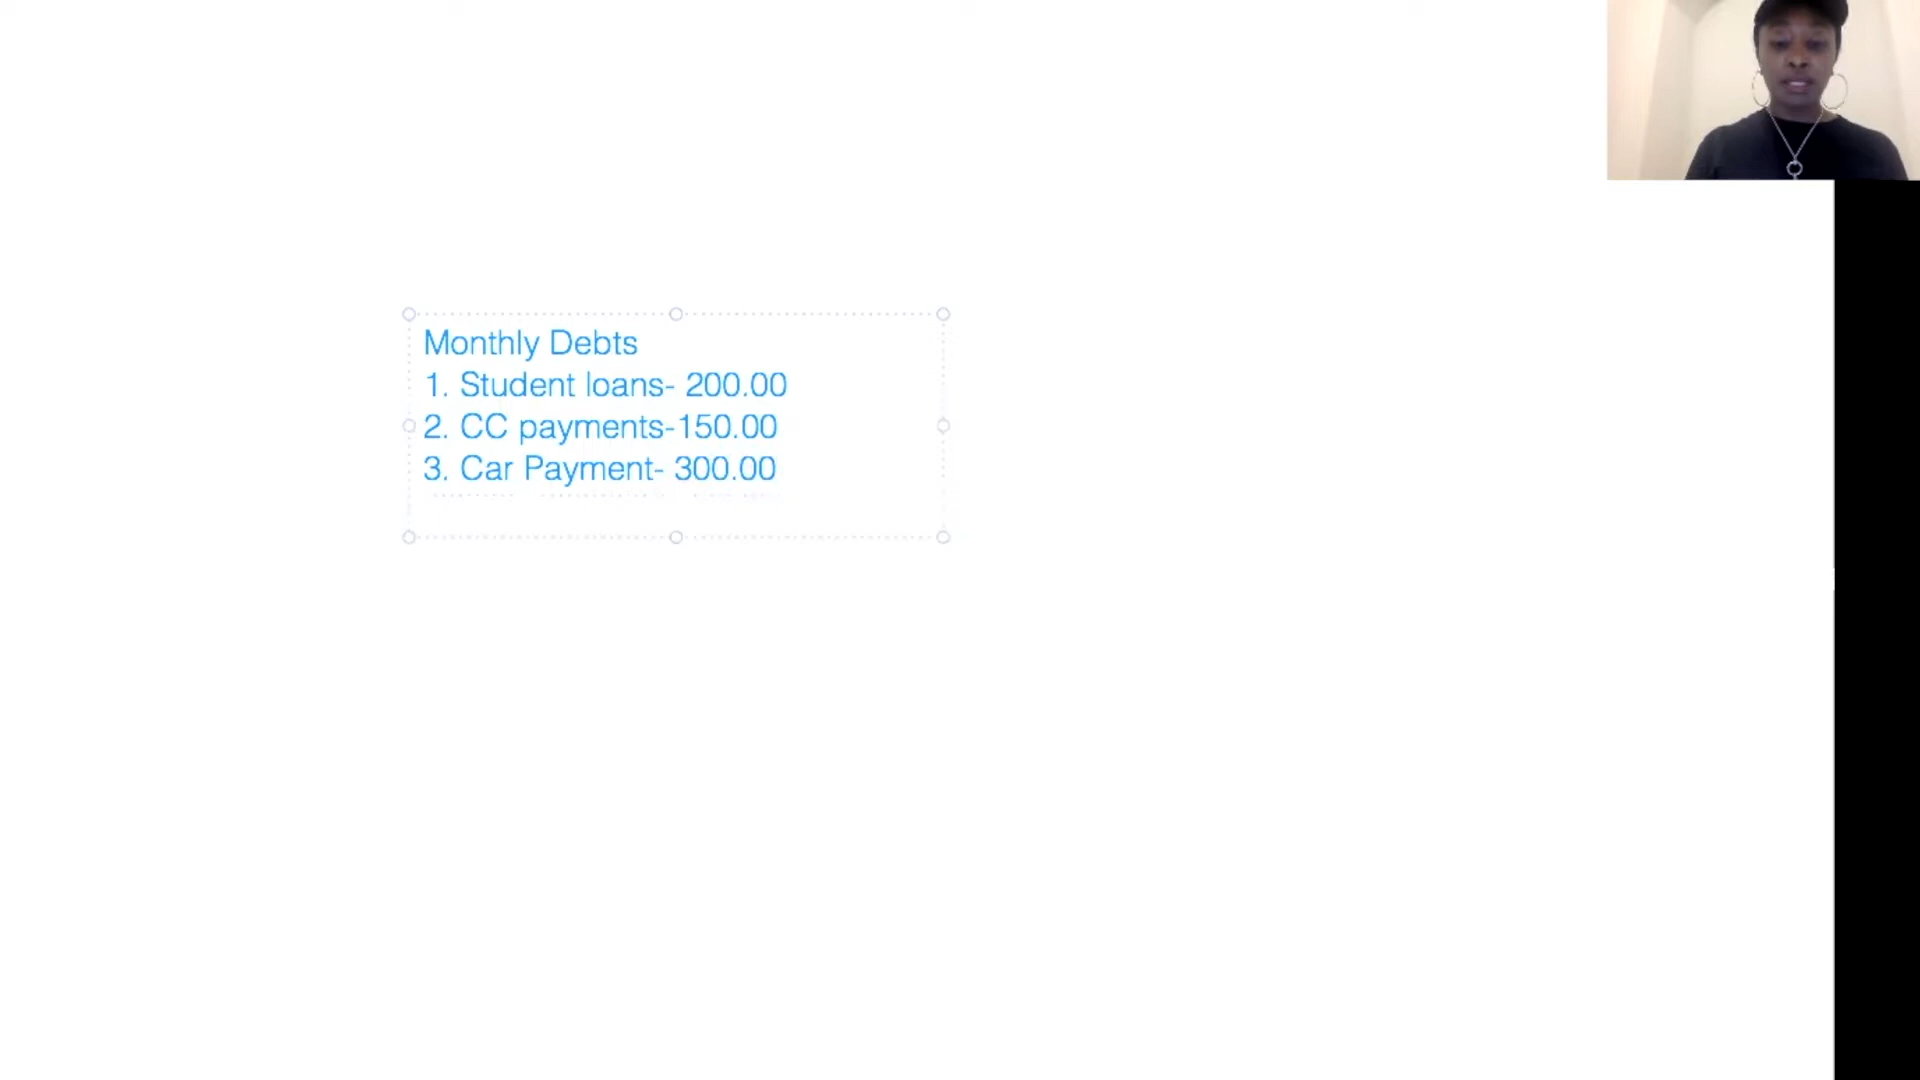 Monthly Debts
1. Student loans- 200.00
2. CC payments-150.00
3. Car Payment- 300.00